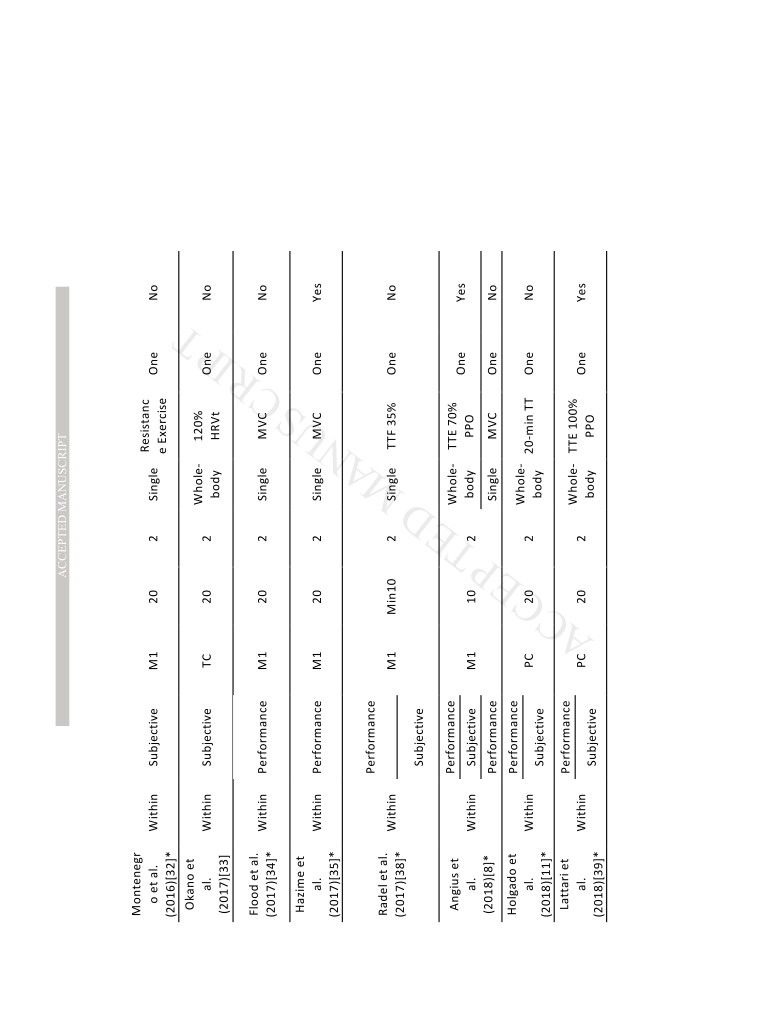 ACCEPTED MANUSCRIPT
Montenegr
o et al.
(2016)[32]*
Within
Subjective
M1
20
2
Single
Resistanc
e Exercise
One
No
Okano et
al.
(2017)[33]
Within
Subjective
TC
20
2
Whole-
body
120%
HRVt
One
No
Flood et al.
(2017)[34]*
Within
Performance
M1
20
2
Single
MVC
One
No
Hazime et
al.
(2017)[35]*
Within
Performance
M1
20
2
Single
MVC
One
Yes
Radel et al.
(2017)[38]*
Within
Performance
Subjective
M1
Min10
2
Single
TTF 35%
One
No
Angius et
al.
(2018)[8]*
Within
Performance
Subjective
Performance
M1
10
2
Whole-
body
TTE 70%
PPO
One
Yes
Single
MVC
One
No
Holgado et
al.
(2018)[11]*
Within
Performance
Subjective
PC
20
2
Whole-
body
20-min TT
One
No
Lattari et
al.
(2018)[39]*
Within
Performance
Subjective
PC
20
2
Whole-
body
TTE 100%
PPO
One
Yes
ACCEPTED MANUSCRIPT